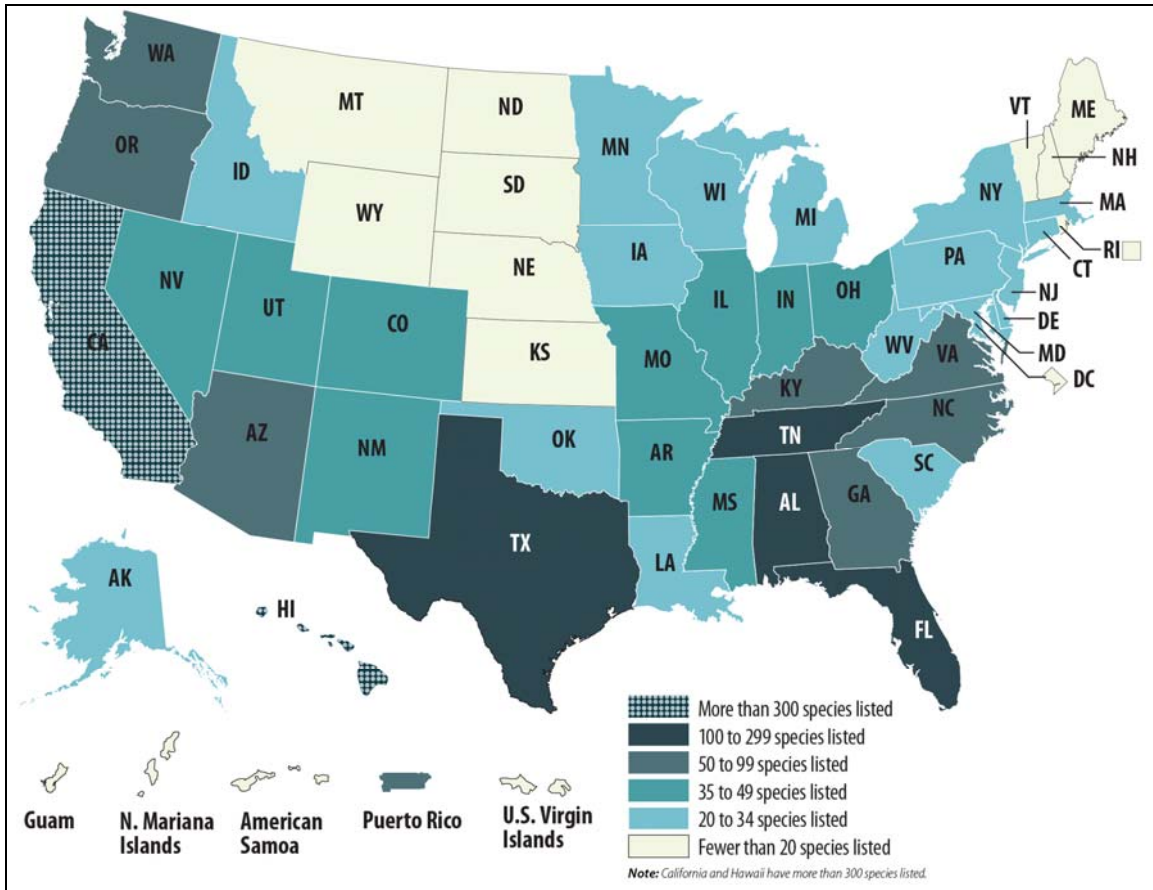 WA
MT
ND
VT
ME
OR
MN
NH
ID
SD
WI
NY
MA
WY
MI
RI
IA
PA
CT
NE
NV
OH
NJ
UT
IL
IN
DE
CO
WV
CA
KS
MO
VA
MD
KY
DC
NC
AZ
OK
TN
NM
AR
SC
MS
AL
GA
TX
LA
AK
HI
FL
More than 300 species listed
100 to 299 species listed
50 to 99 species listed
35 to 49 species listed
20 to 34 species listed
Fewer than 20 species listed
Note: California and Hawaii have more than 300 species listed.
Guam
N. Mariana
Islands
American
Samoa
Puerto Rico
U.S. Virgin
Islands